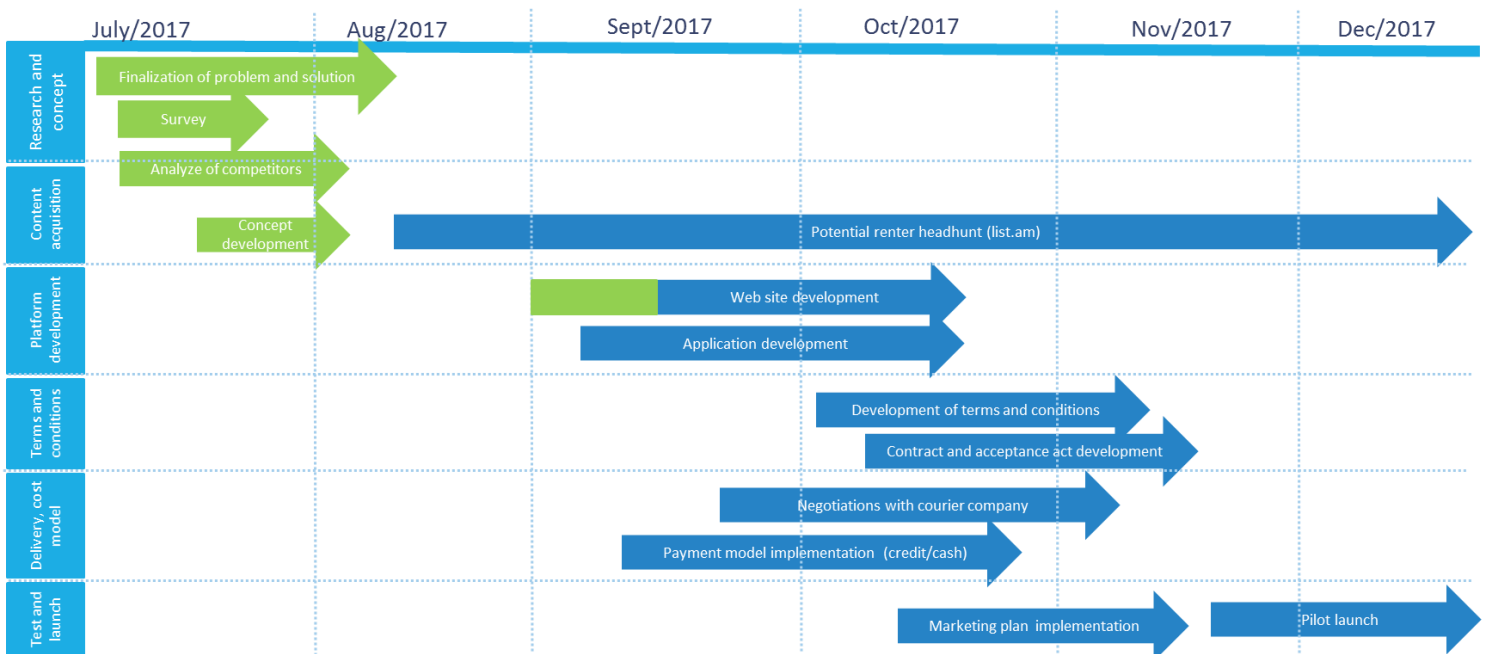 July/2017
Aug/2017
Sept/2017
Oct/2017
Nov/2017
Dec/2017
Research and
concept
Finalization of problem and solution
Survey
Analyze of competitors
Content
acquisition
Concept
development
Potential renter headhunt (list.am)
Platform
development
Web site development
Application development
Terms and
conditions
Development of terms and conditions
Contract and acceptance act development
Delivery, cost
model
Negotiations with courier company
Payment model implementation (credit/cash)
Test and
launch
Marketing plan implementation
Pilot launch